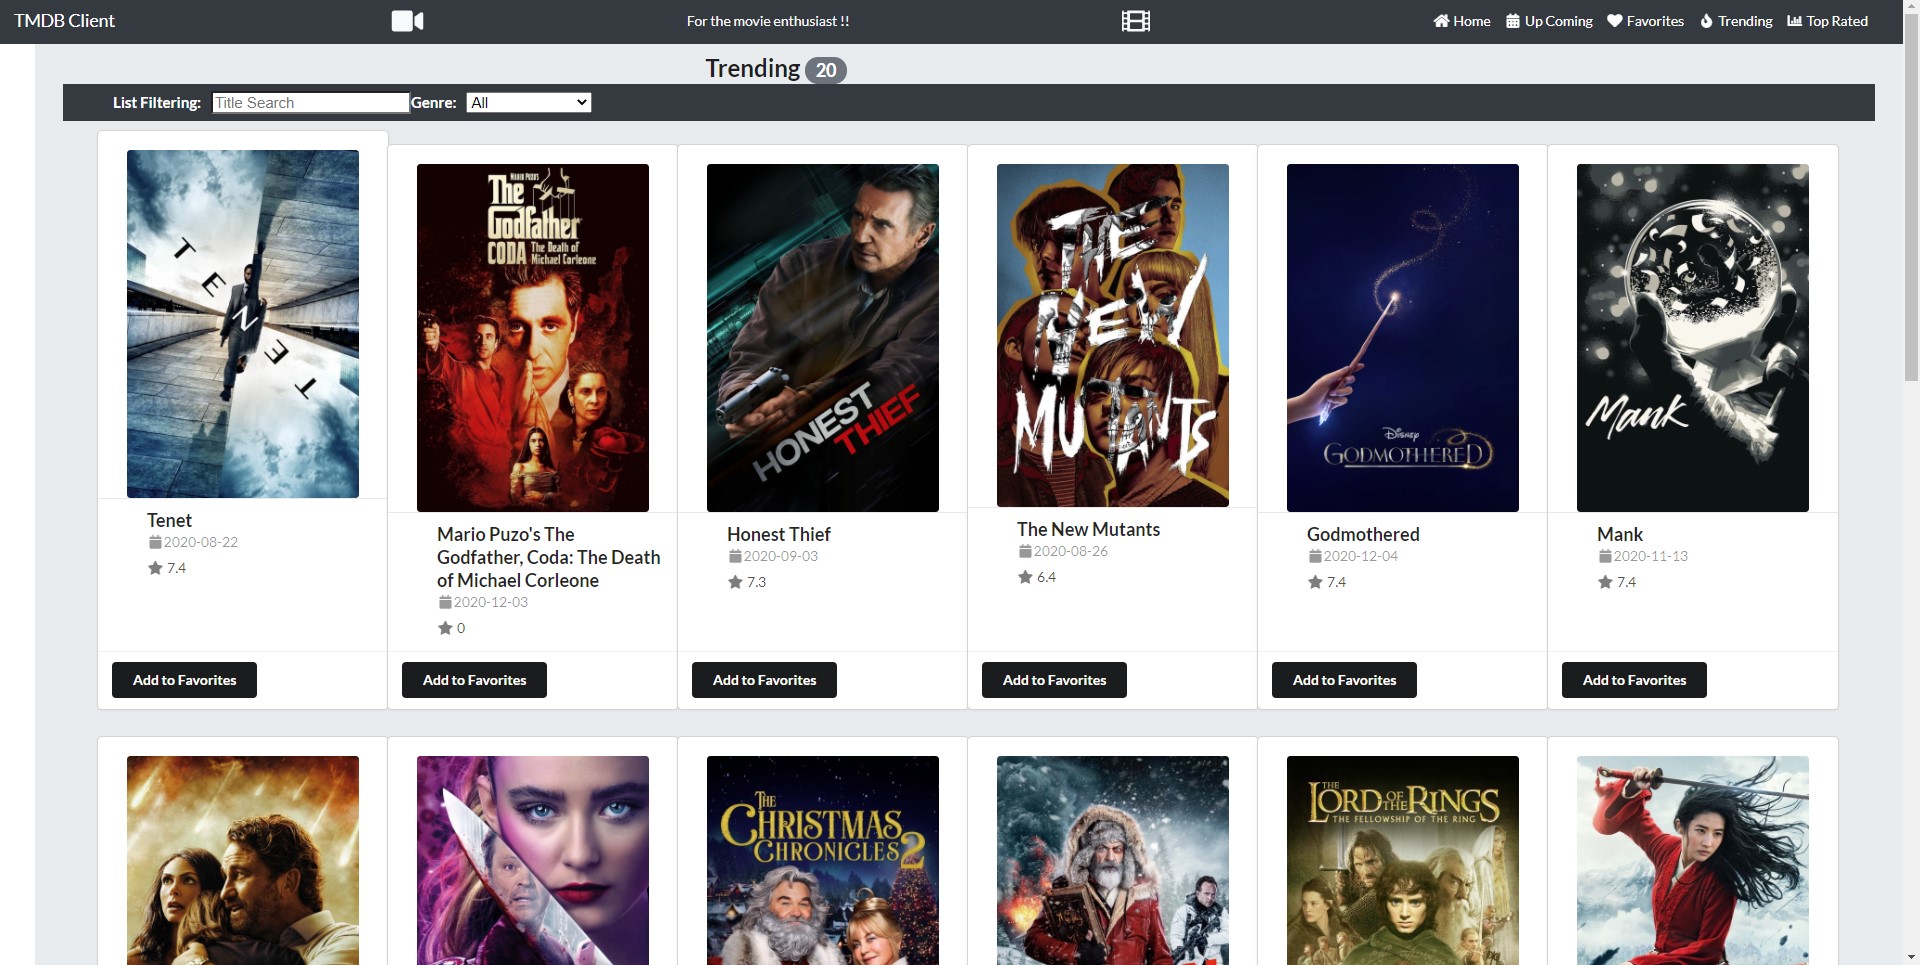 TMDB Client
For the movie enthusiast !!
Home
Up Coming
Favorites
Trending
Top Rated
Trending 20
List Filtering:
Title Search
Genre:
All
TENET
MARIO PUZO'S
The
Godfather
CODA The Death of
Michael Corleone
HONEST
THIEF
THE
NEW
MUTANTS
Disney
GODMOTHERED
Mank
Tenet
2020-08-22
7.4
Mario Puzo's The
Godfather, Coda: The Death
of Michael Corleone
2020-12-03
0
Honest Thief
2020-09-03
7.3
The New Mutants
2020-08-26
6.4
Godmothered
2020-12-04
7.4
Mank
2020-11-13
7.4
Add to Favorites
Add to Favorites
Add to Favorites
Add to Favorites
Add to Favorites
Add to Favorites
THE
CHRISTMAS
CHRONICLES 2
THE
LORD OF THE RINGS
THE FELLOWSHIP OF THE RING